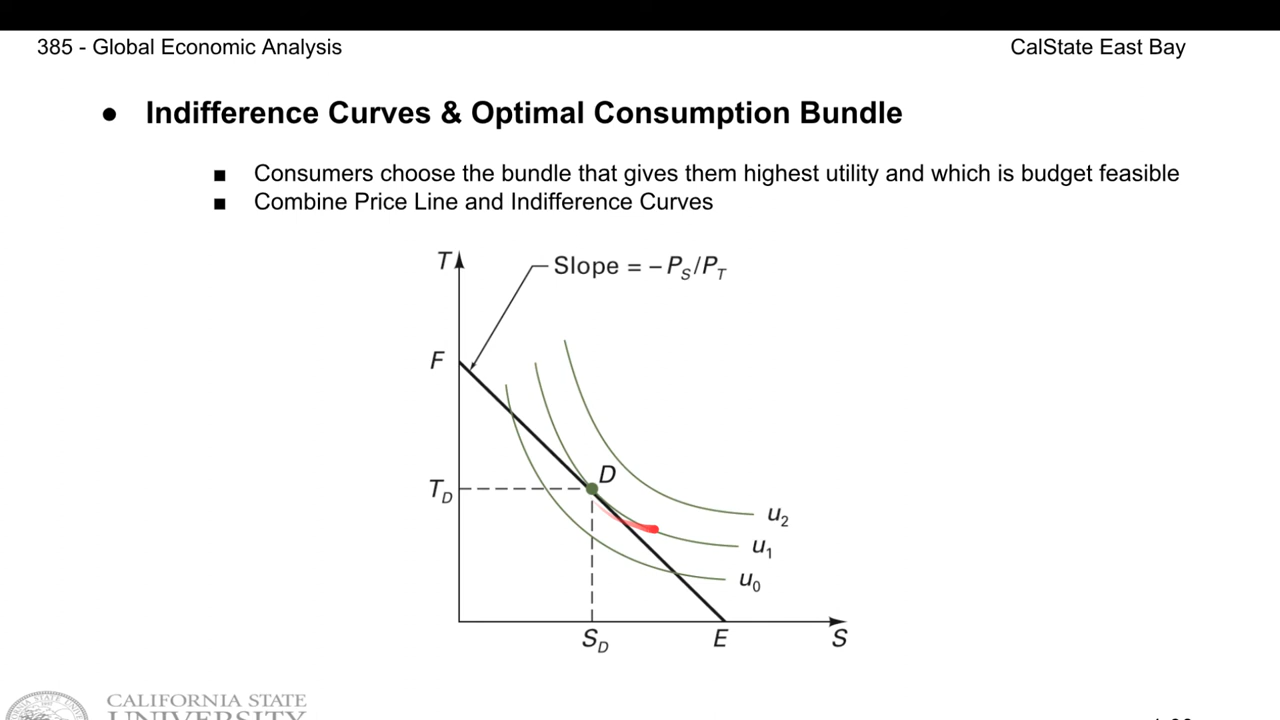 385 - Global Economic Analysis
CalState East Bay
● Indifference Curves & Optimal Consumption Bundle
■ Consumers choose the bundle that gives them highest utility and which is budget feasible
■ Combine Price Line and Indifference Curves
T
Slope = – P_S/P_T
F
D
T_D
u_2
u_1
u_0
S_D
E
S
CALIFORNIA STATE
UNIVERSITY